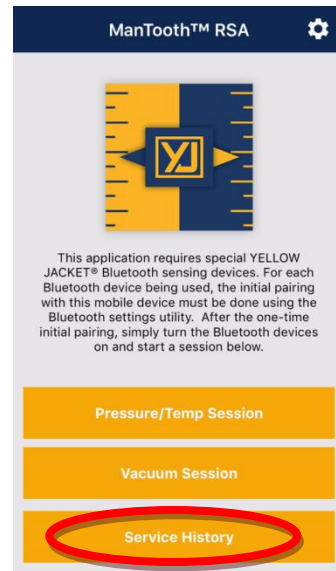 ManTooth™ RSA
YJ
This application requires special YELLOW
JACKET® Bluetooth sensing devices. For each
Bluetooth device being used, the initial pairing
with this mobile device must be done using the
Bluetooth settings utility.  After the one-time
initial pairing, simply turn the Bluetooth devices
on and start a session below.
Pressure/Temp Session
Vacuum Session
Service History